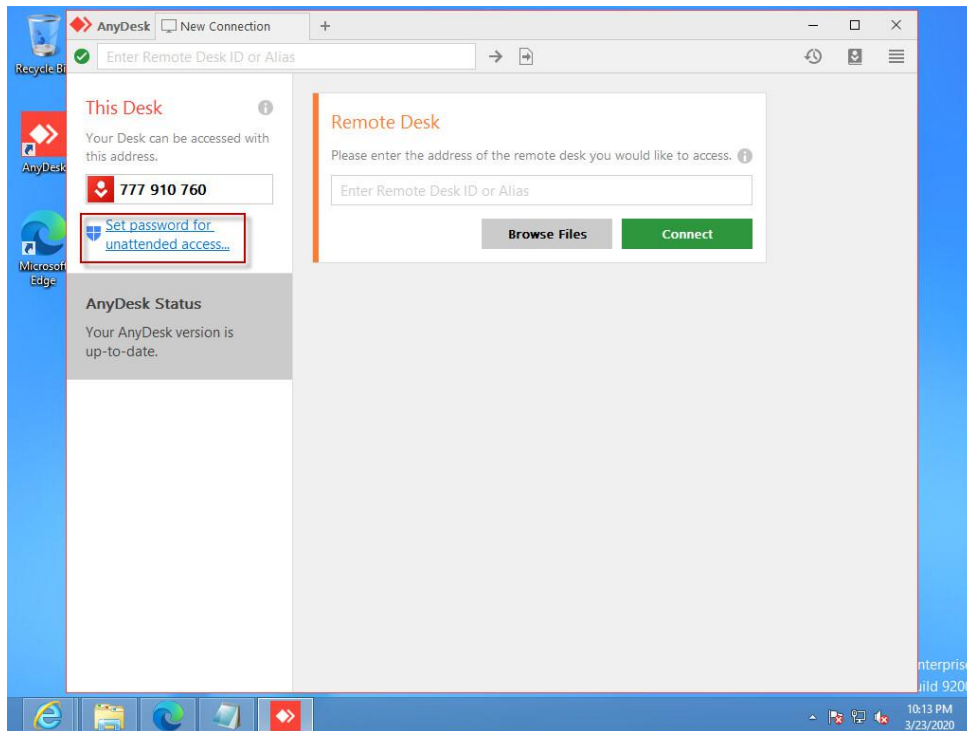 AnyDesk New Connection +
Enter Remote Desk ID or Alias
Recycle Bi
This Desk
Your Desk can be accessed with
this address.
777 910 760
Set password for
unattended access...
AnyDesk
Microsoft
Edge
AnyDesk Status
Your AnyDesk version is
up-to-date.
Remote Desk
Please enter the address of the remote desk you would like to access.
Enter Remote Desk ID or Alias
Browse Files Connect
nterprise
uild 9200
10:13 PM
3/23/2020